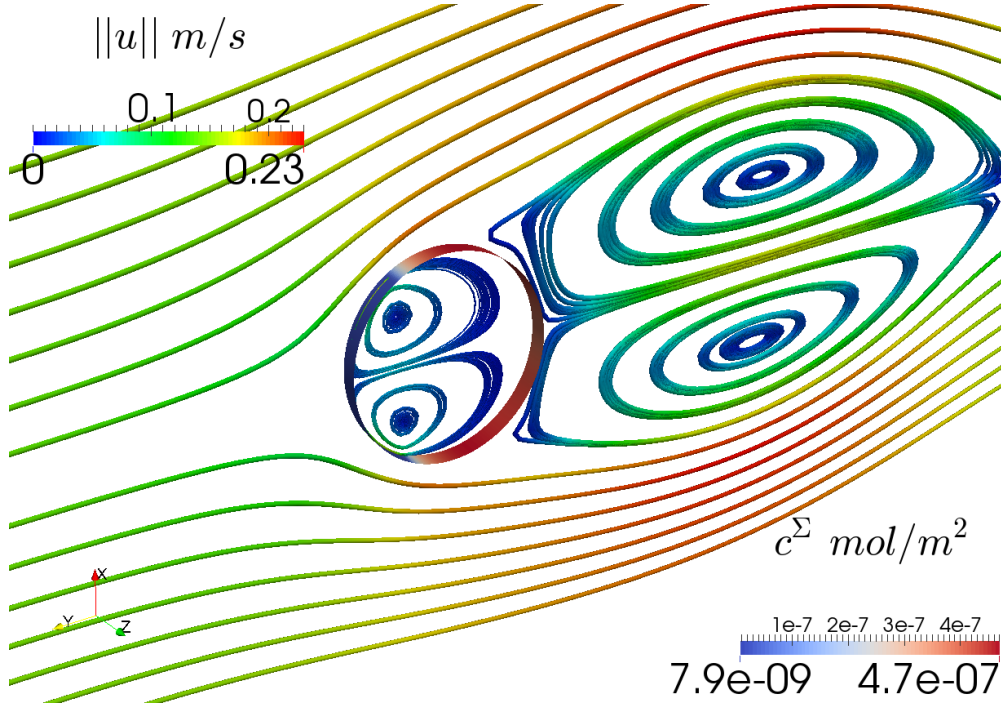 ||u|| m/s
0.1 0.2
0 0.23
c^Σ mol/m²
X
Y
Z
1e-7 2e-7 3e-7 4e-7
7.9e-09 4.7e-07